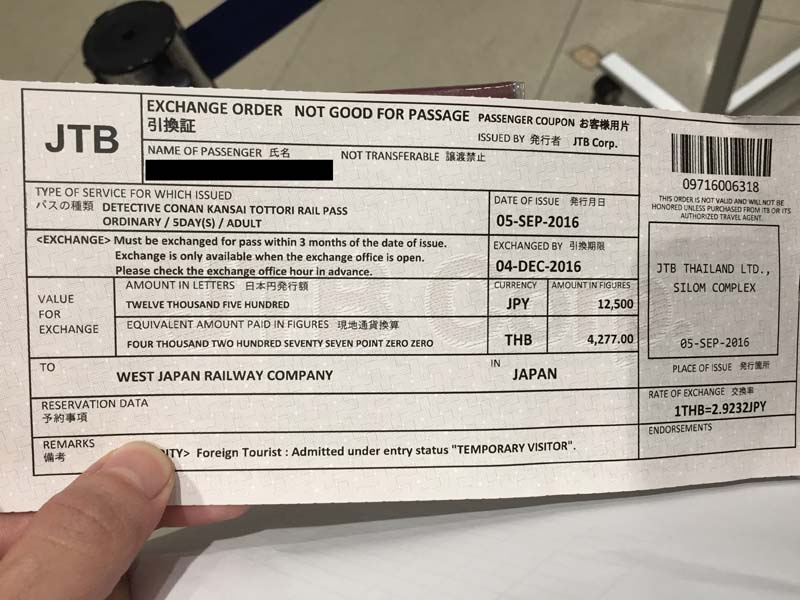 JTB
EXCHANGE ORDER NOT GOOD FOR PASSAGE PASSENGER COUPON お客様用片
引換証
ISSUED BY 発行者 JTB Corp.
NAME OF PASSENGER 氏名
NOT TRANSFERABLE 譲渡禁止
09716006318
THIS ORDER IS NOT VALID AND WILL NOT BE
HONORED UNLESS PURCHASED FROM JTB OR ITS
AUTHORIZED TRAVEL AGENT.
TYPE OF SERVICE FOR WHICH ISSUED
パスの種類 DETECTIVE CONAN KANSAI TOTTORI RAIL PASS
ORDINARY / 5DAY(S) / ADULT
DATE OF ISSUE 発行月日
05-SEP-2016
<EXCHANGE> Must be exchanged for pass within 3 months of the date of issue.
Exchange is only available when the exchange office is open.
Please check the exchange office hour in advance.
EXCHANGED BY 引換期限
04-DEC-2016
JTB THAILAND LTD.,
SILOM COMPLEX
05-SEP-2016
PLACE OF ISSUE 発行箇所
VALUE
FOR
EXCHANGE
AMOUNT IN LETTERS 日本円発行額
TWELVE THOUSAND FIVE HUNDRED
CURRENCY
JPY
AMOUNT IN FIGURES
12,500
EQUIVALENT AMOUNT PAID IN FIGURES 現地通貨換算
FOUR THOUSAND TWO HUNDRED SEVENTY SEVEN POINT ZERO ZERO
THB
4,277.00
TO
WEST JAPAN RAILWAY COMPANY
IN
JAPAN
RATE OF EXCHANGE 交換率
1THB=2.9232JPY
RESERVATION DATA
予約事項
ENDORSEMENTS
REMARKS
備考
Foreign Tourist : Admitted under entry status "TEMPORARY VISITOR".